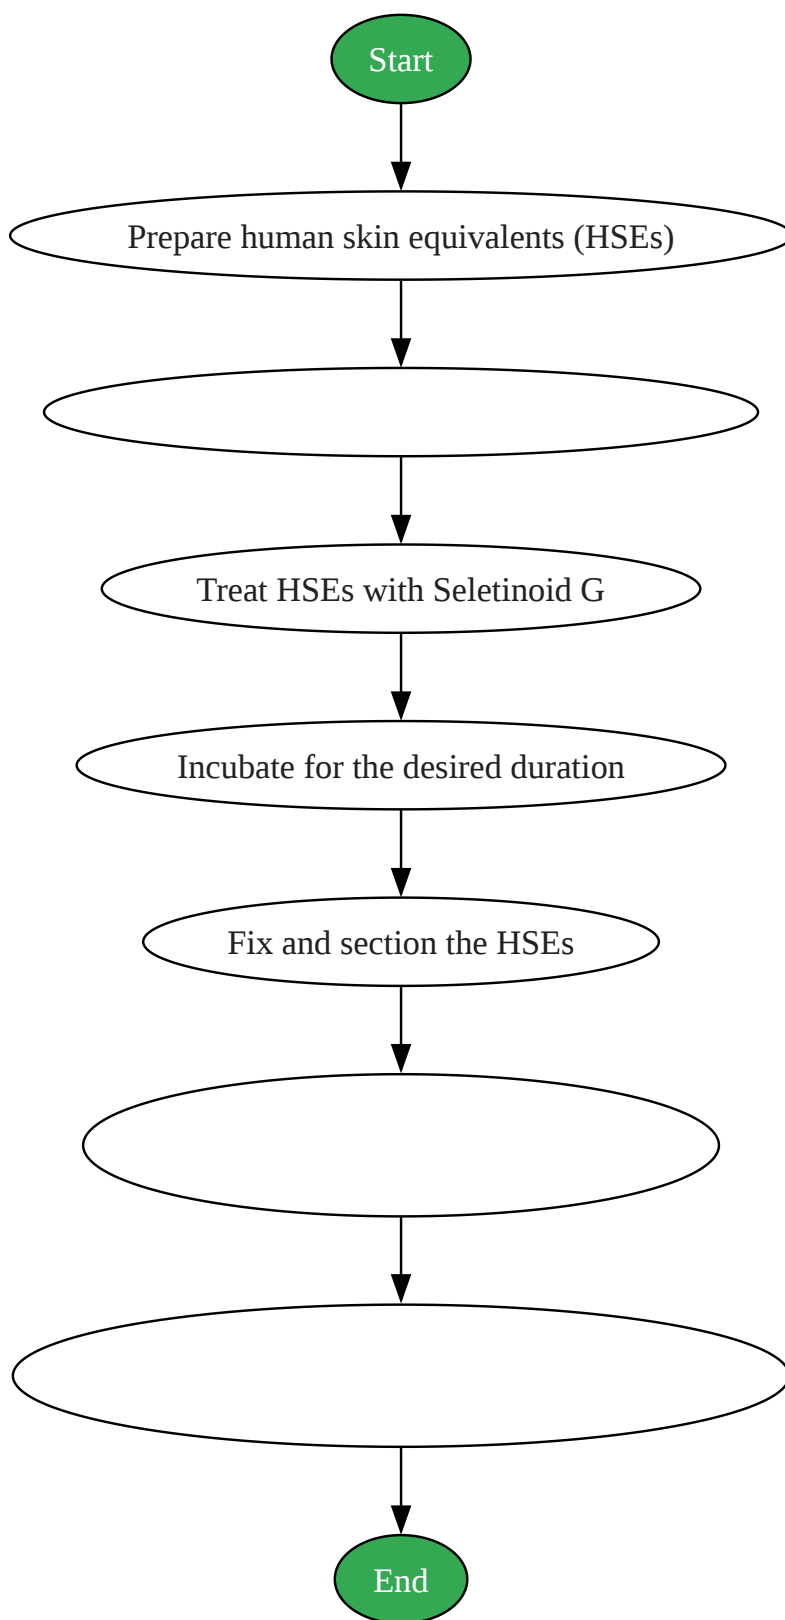 Start
Prepare human skin equivalents (HSEs)
Treat HSEs with Seletinoid G
Incubate for the desired duration
Fix and section the HSEs
End